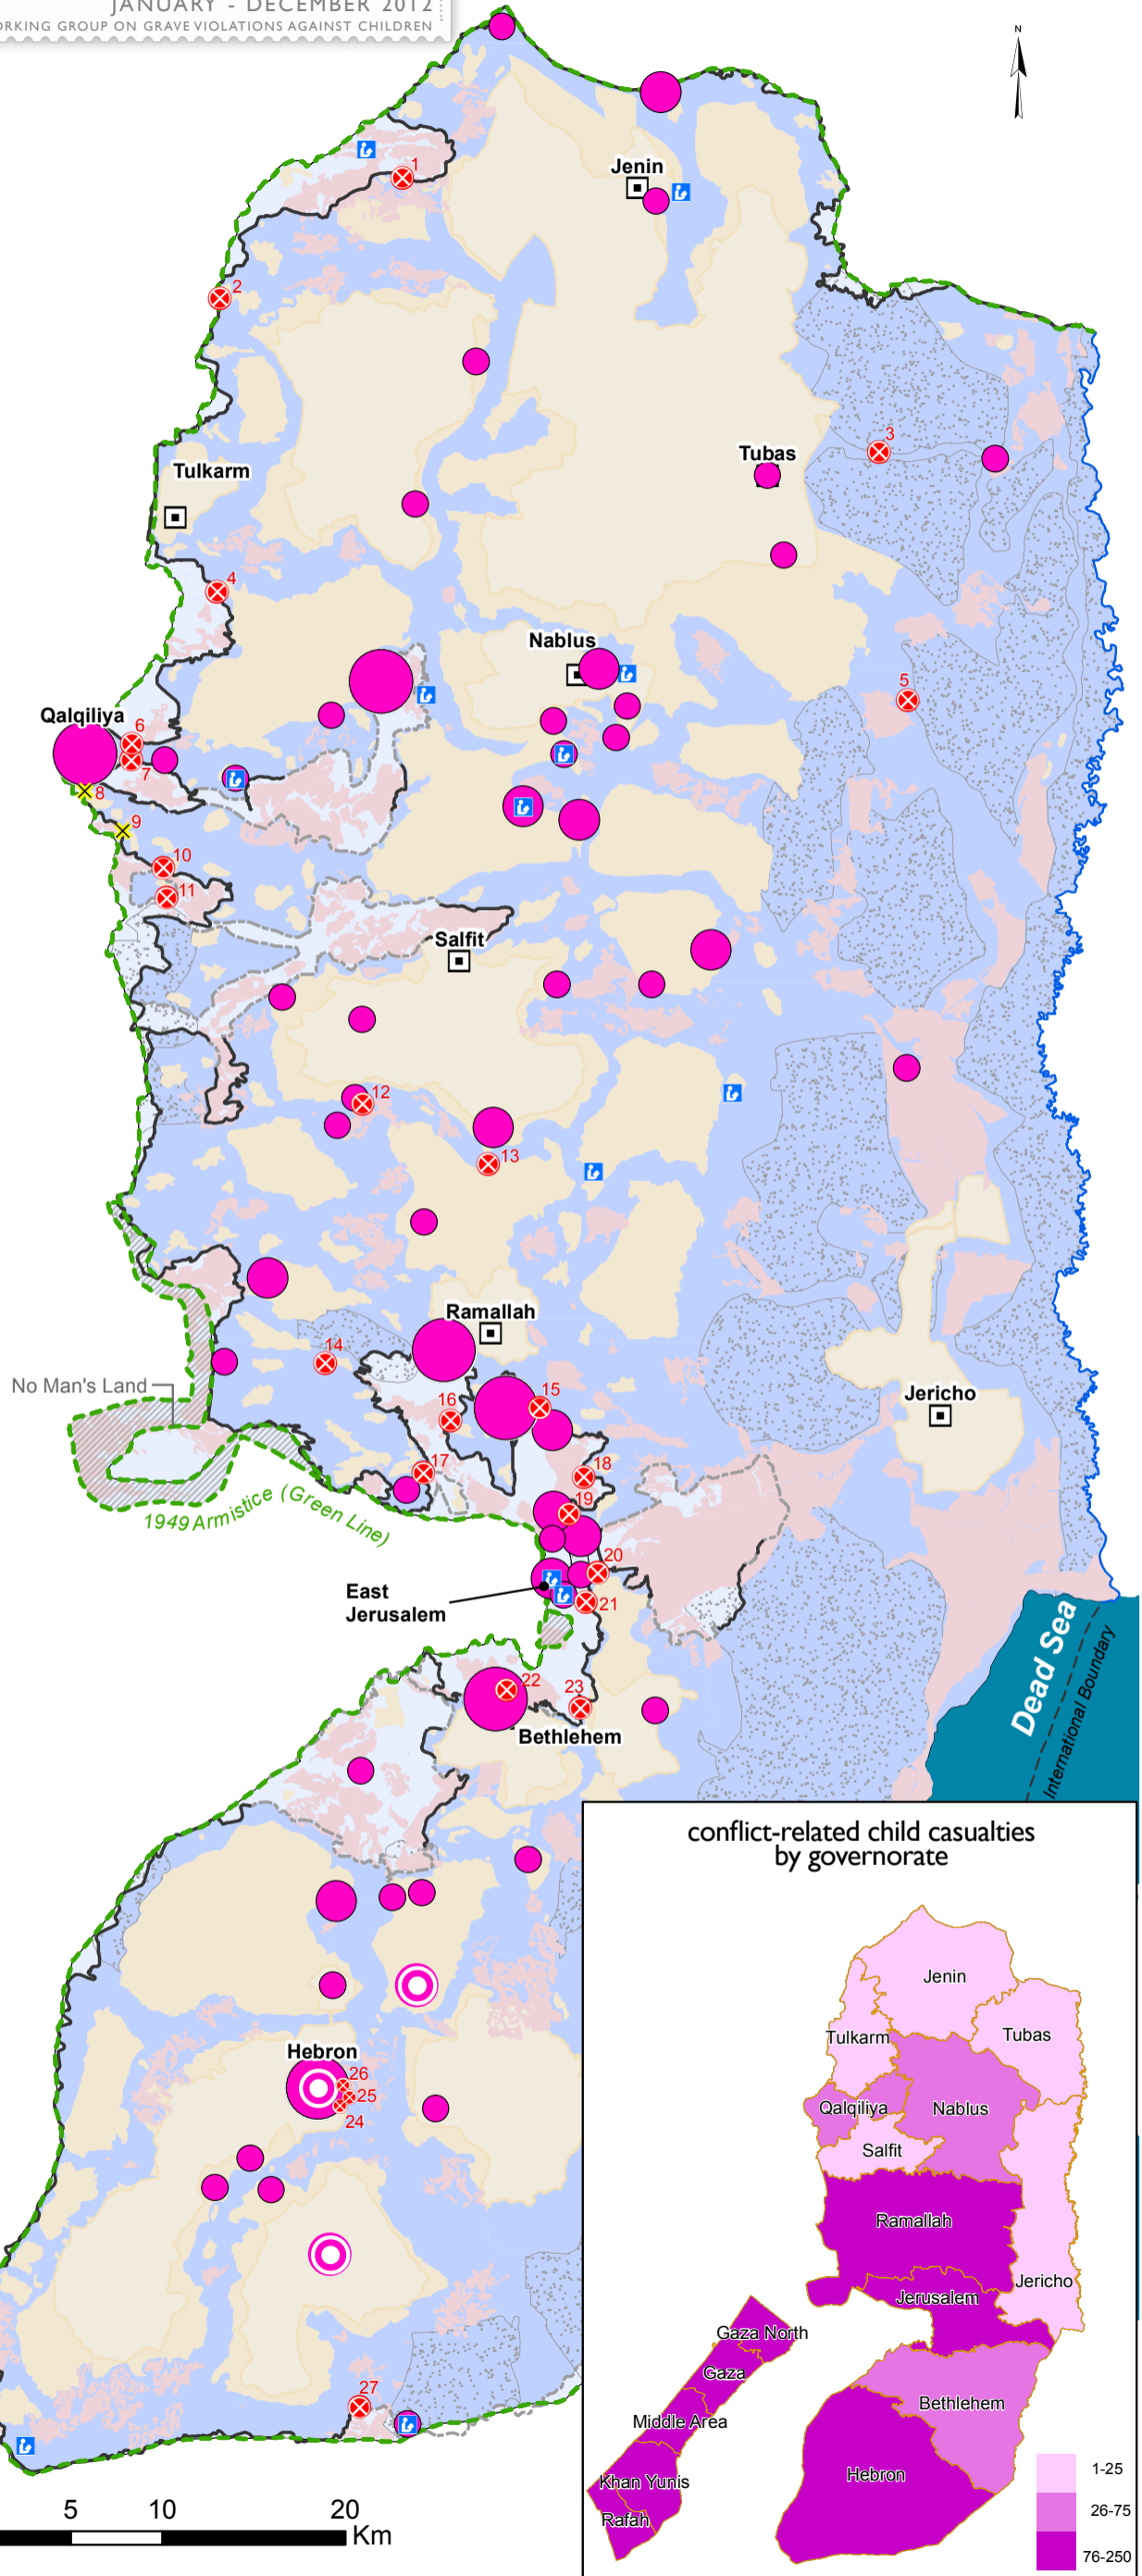 JANUARY - DECEMBER 2012
WORKING GROUP ON GRAVE VIOLATIONS AGAINST CHILDREN
N
1
Jenin
2
3
Tubas
Tulkarm
4
Nablus
5
Qalqiliya
6
7
8
9
10
11
Salfit
12
13
Ramallah
14
No Man's Land
15
Jericho
16
17
18
1949 Armistice (Green Line)
19
20
East
Jerusalem
21
Dead Sea
International Boundary
22
23
Bethlehem
Hebron
26
25
24
27
5
10
20
Km
conflict-related child casualties
by governorate
Jenin
Tulkarm
Tubas
Qalqiliya
Nablus
Salfit
Ramallah
Jericho
Jerusalem
Gaza North
Gaza
Middle Area
Bethlehem
Khan Yunis
Hebron
Rafah
1-25
26-75
76-250